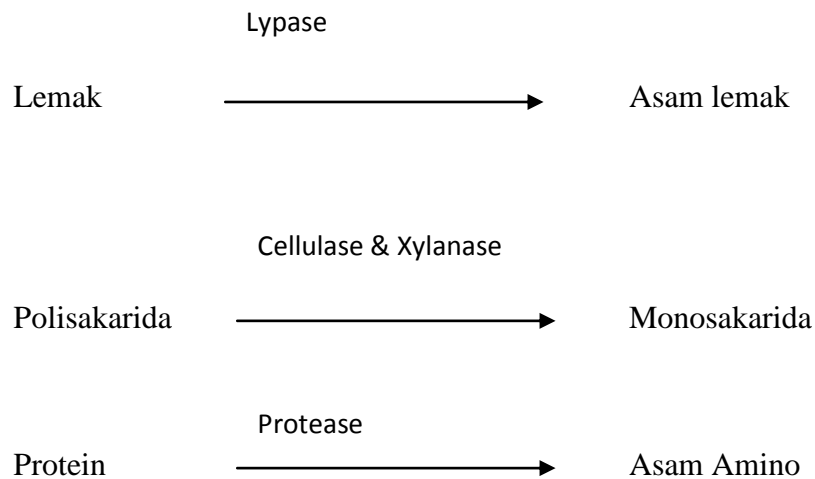 Lypase
Lemak Asam lemak
Cellulase & Xylanase
Polisakarida Monosakarida
Protease
Protein Asam Amino